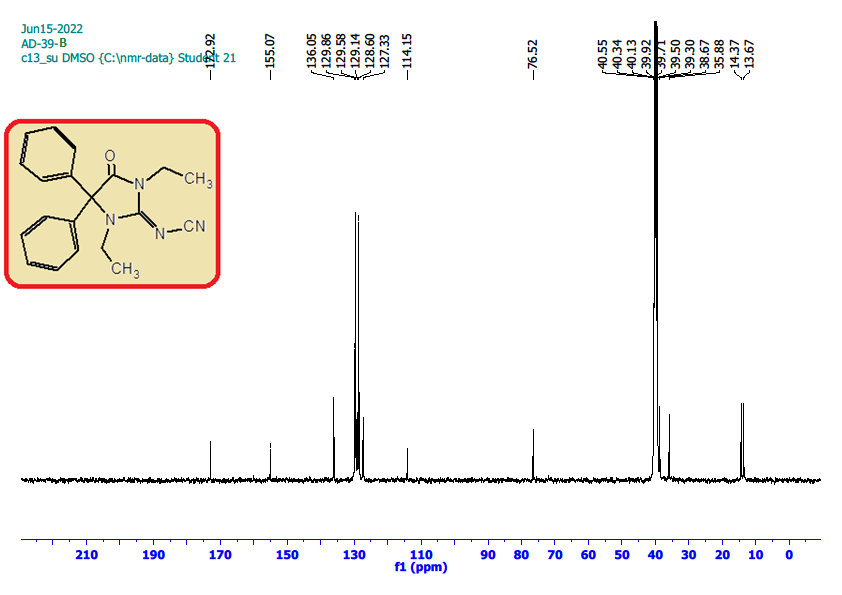 Jun15-2022
AD-39-B
c13_su DMSO {C:\nmr-data} Student 21
172.92
155.07
136.05
129.86
129.58
129.14
128.60
127.33
114.15
76.52
40.55
40.34
40.13
39.92
39.71
39.50
39.30
38.67
35.88
14.37
13.67
O
N
CH3
N
N
CN
CH3
210 190 170 150 130 110 90 80 70 60 50 40 30 20 10 0
f1 (ppm)